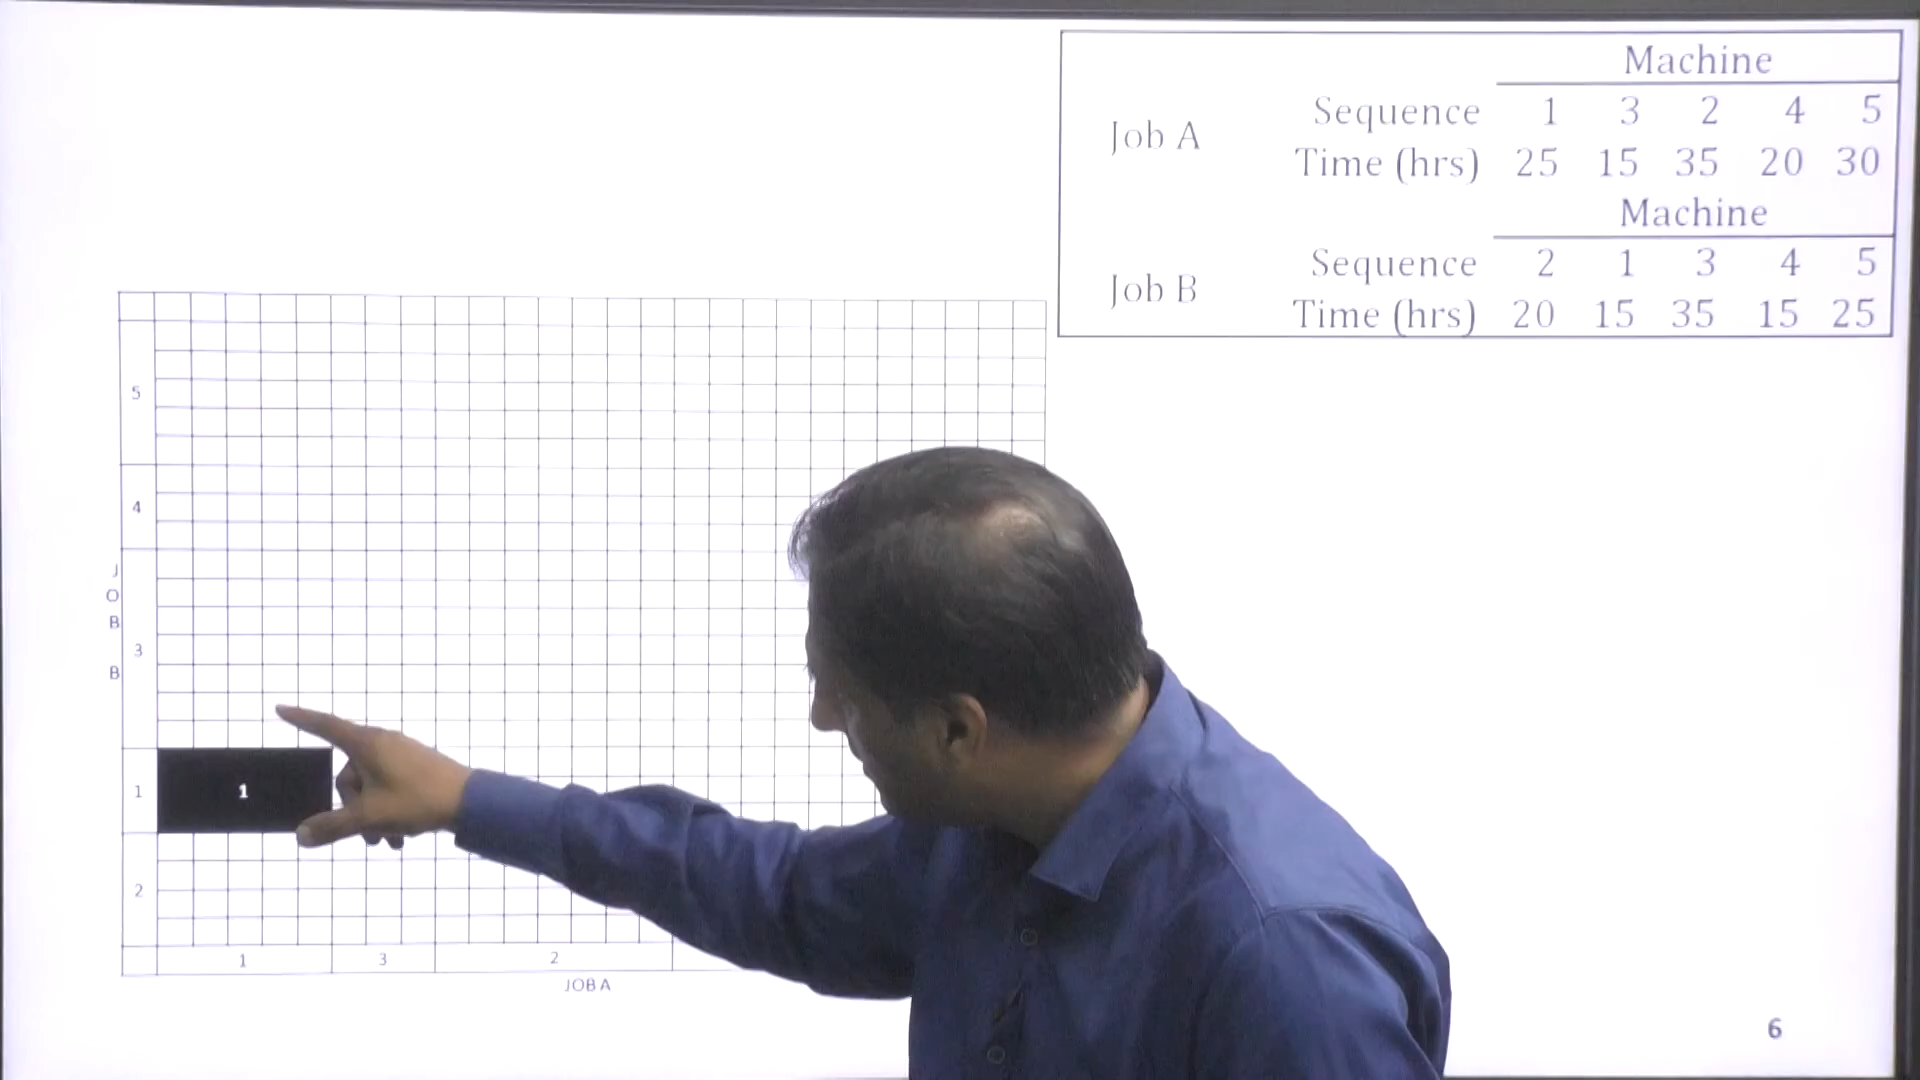 Machine
Job A
Sequence 1 3 2 4 5
Time (hrs) 25 15 35 20 30
Machine
Job B
Sequence 2 1 3 4 5
Time (hrs) 20 15 35 15 25
5
4
J
O
B
B
3
1
1
2
1 3 2
JOB A
6